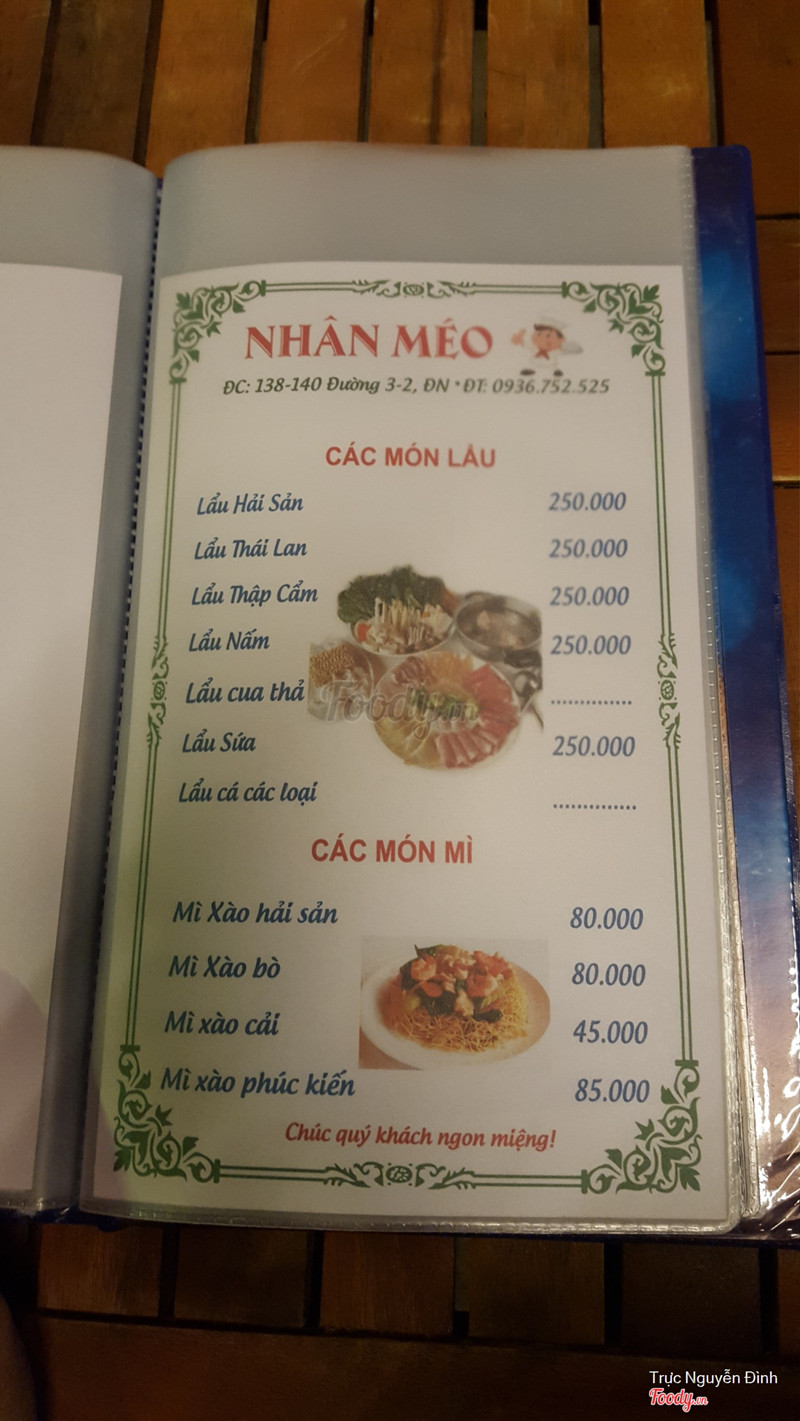 NHÂN MÉO
ĐC: 138-140 Đường 3-2, ĐN * ĐT: 0936.752.525
CÁC MÓN LẨU
Lẩu Hải Sản 250.000
Lẩu Thái Lan 250.000
Lẩu Thập Cẩm 250.000
Lẩu Nấm 250.000
Lẩu cua thả ..............
Lẩu Sứa 250.000
Lẩu cá các loại ..............
Foody.vn
CÁC MÓN MÌ
Mì Xào hải sản 80.000
Mì Xào bò 80.000
Mì xào cải 45.000
Mì xào phúc kiến 85.000
Chúc quý khách ngon miệng!
Trực Nguyễn Đình
Foody.vn